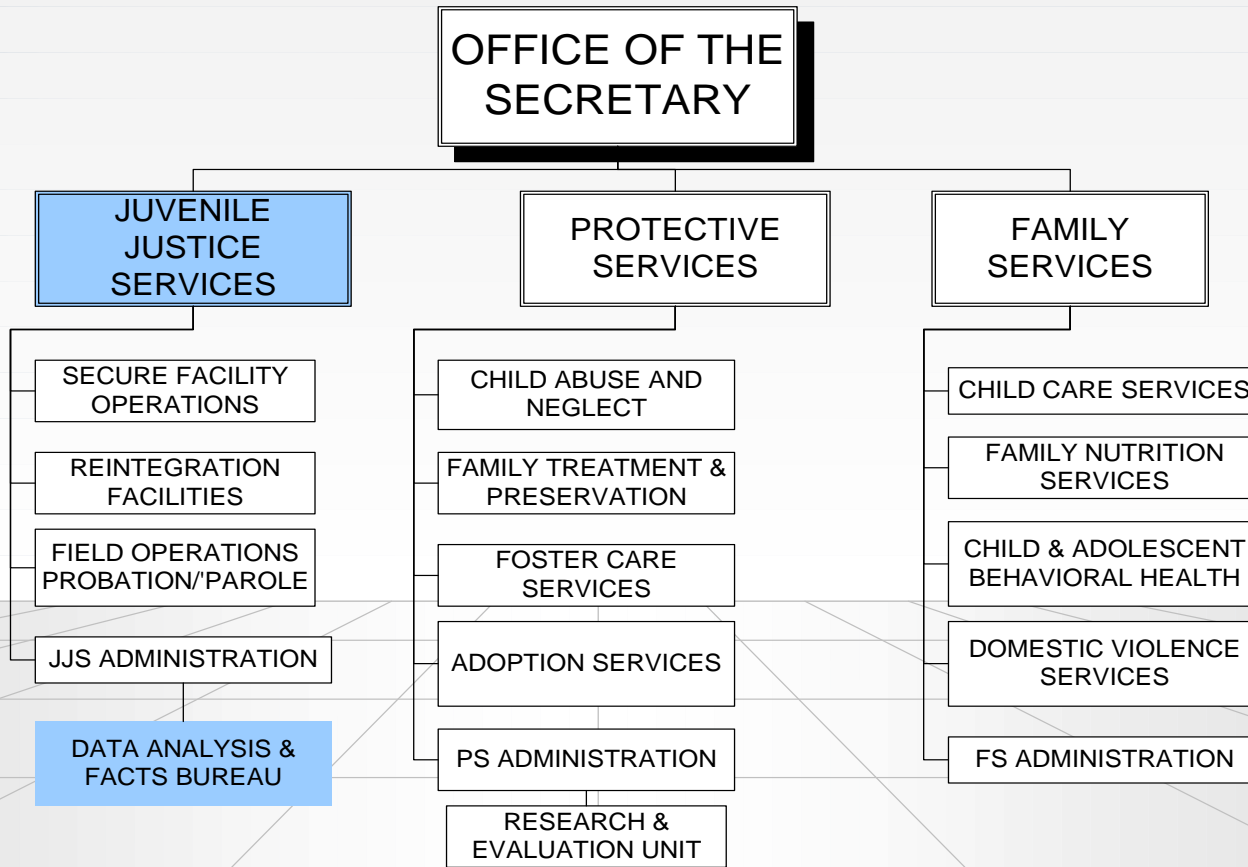 OFFICE OF THE
SECRETARY
JUVENILE
JUSTICE
SERVICES
SECURE FACILITY
OPERATIONS
REINTEGRATION
FACILITIES
FIELD OPERATIONS
PROBATION/'PAROLE
JJS ADMINISTRATION
DATA ANALYSIS &
FACTS BUREAU
PROTECTIVE
SERVICES
CHILD ABUSE AND
NEGLECT
FAMILY TREATMENT &
PRESERVATION
FOSTER CARE
SERVICES
ADOPTION SERVICES
PS ADMINISTRATION
RESEARCH &
EVALUATION UNIT
FAMILY
SERVICES
CHILD CARE SERVICES
FAMILY NUTRITION
SERVICES
CHILD & ADOLESCENT
BEHAVIORAL HEALTH
DOMESTIC VIOLENCE
SERVICES
FS ADMINISTRATION